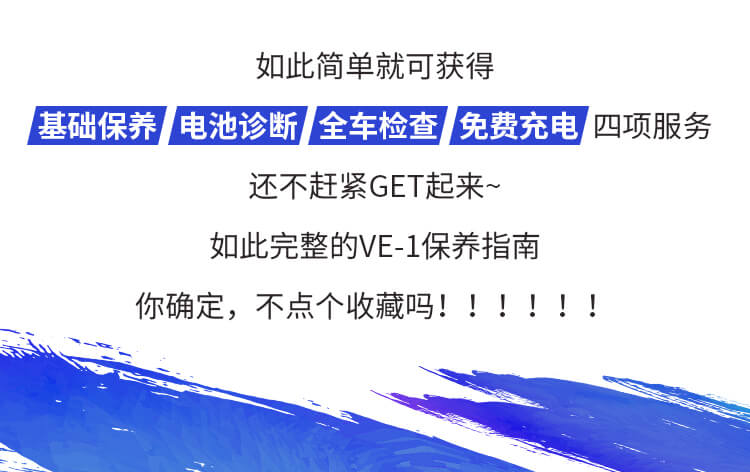 如此简单就可获得
基础保养 电池诊断 全车检查 免费充电 四项服务
还不赶紧GET起来~
如此完整的VE-1保养指南
你确定，不点个收藏吗！！！！！！